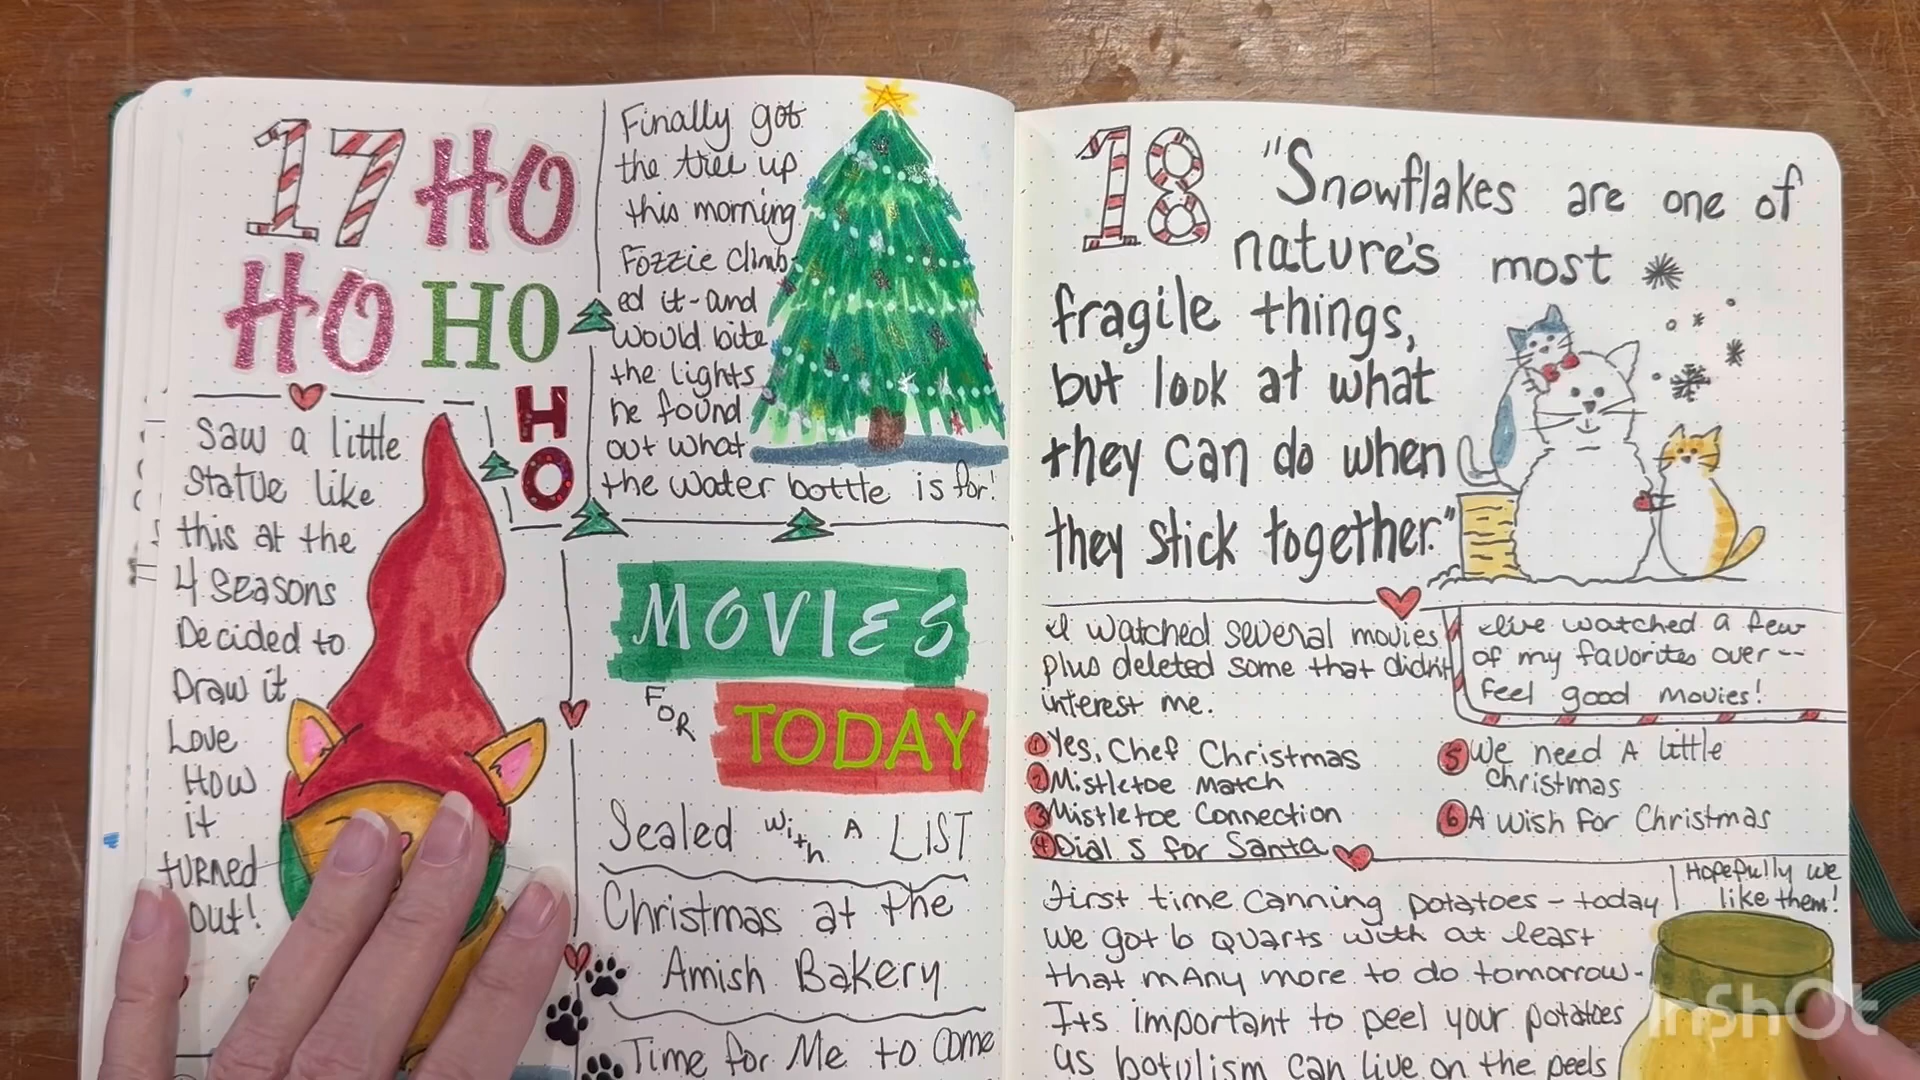 17 HO
HO HO
HO
Saw a little
statue like
this at the
4 Seasons
Decided to
Draw it
Love
How
it
turned
out!
Finally got
the tree up
this morning
Fozzie climb-
ed it - and
would bite
the lights
he found
out what
the water bottle is for!
MOVIES
FOR
TODAY
Sealed with A LIST
Christmas at the
Amish Bakery
Time for Me to Come
18 "Snowflakes are one of
nature's most
fragile things,
but look at what
they can do when
they stick together."
I watched several movies
plus deleted some that didn't
interest me.
I've watched a few
of my favorites over --
feel good movies!
1 Yes, Chef Christmas
2 Mistletoe Match
3 Mistletoe Connection
4 Dial S for Santa
5 We need A little
Christmas
6 A Wish for Christmas
First time canning potatoes - today
we got 6 quarts with at least
that many more to do tomorrow -
Its important to peel your potatoes
as botulism can live on the peels
Hopefully we
like them!
InShOt